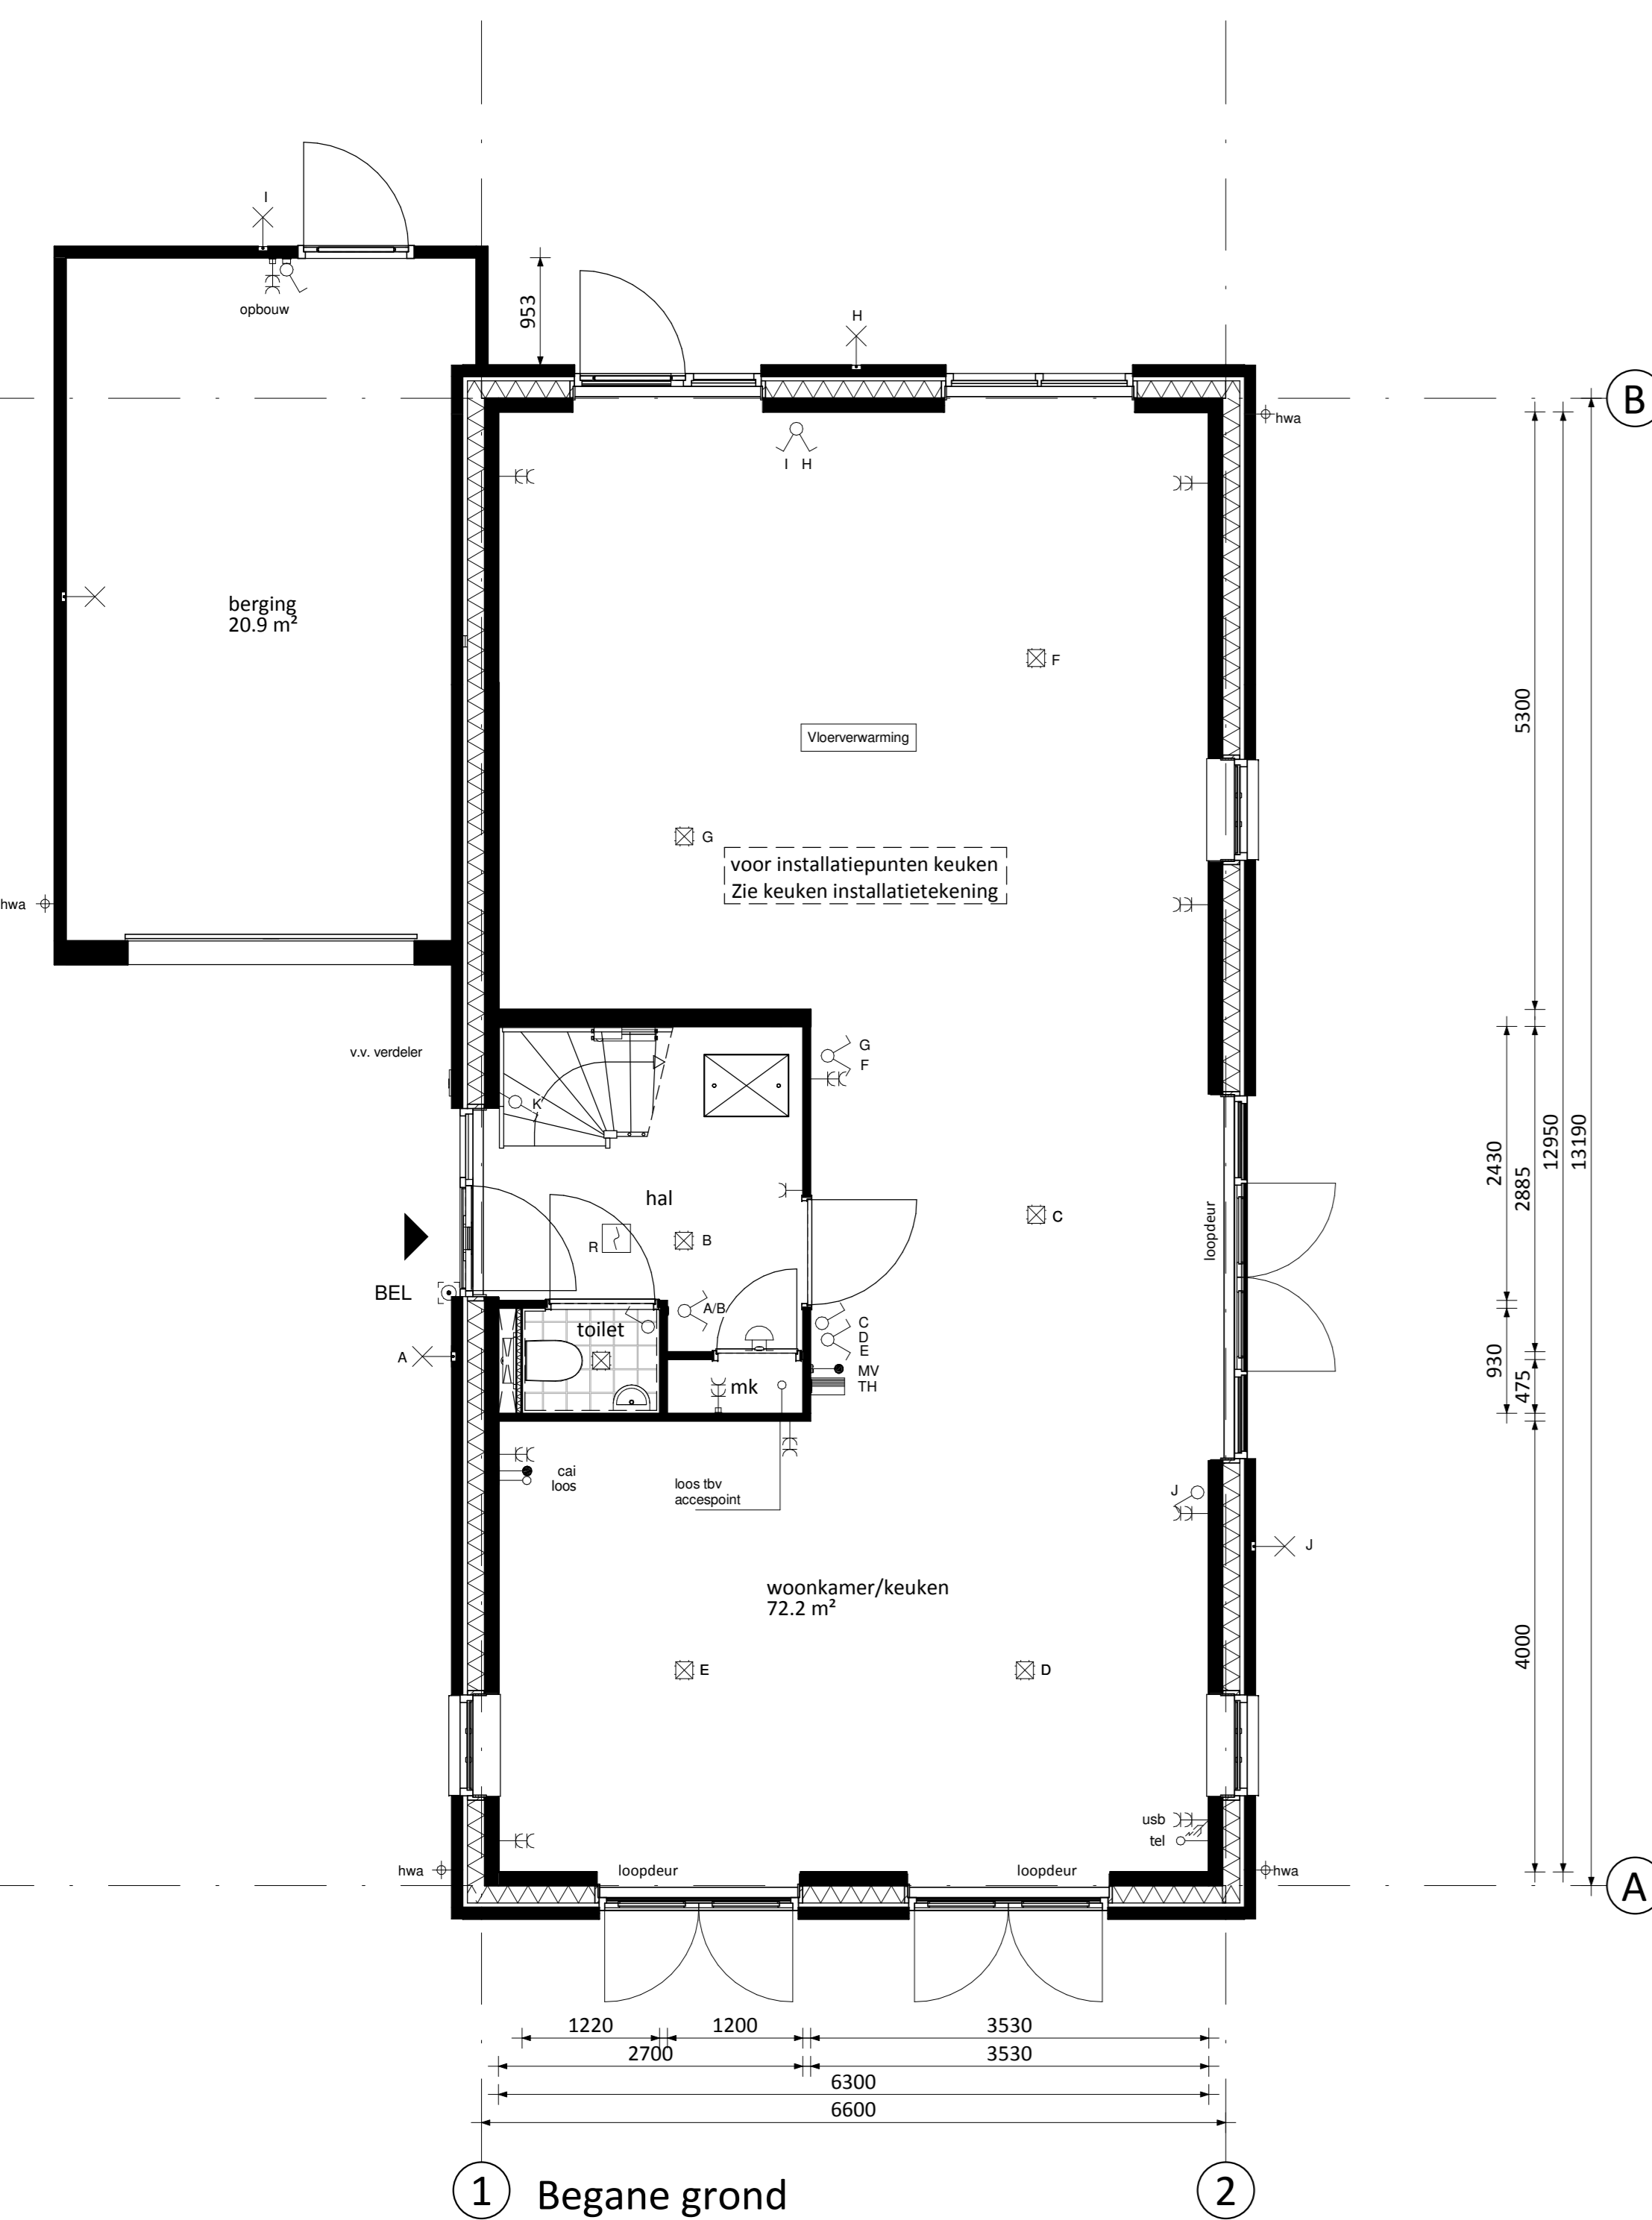 I
opbouw
953
H
B
hwa
I H
berging
20.9 m²
F
5300
Vloerverwarming
G
voor installatiepunten keuken
Zie keuken installatietekening
hwa
v.v. verdeler
G
F
K
2430
2885
12950
13190
hal
R
B
C
loopdeur
BEL
A/B
toilet
C
D
E
A
MV
TH
mk
930
475
cai
loos
loos tbv
accespoint
J
J
woonkamer/keuken
72.2 m²
4000
E
D
usb
tel
hwa
loopdeur
loopdeur
hwa
A
1220
1200
3530
2700
3530
6300
6600
1
Begane grond
2